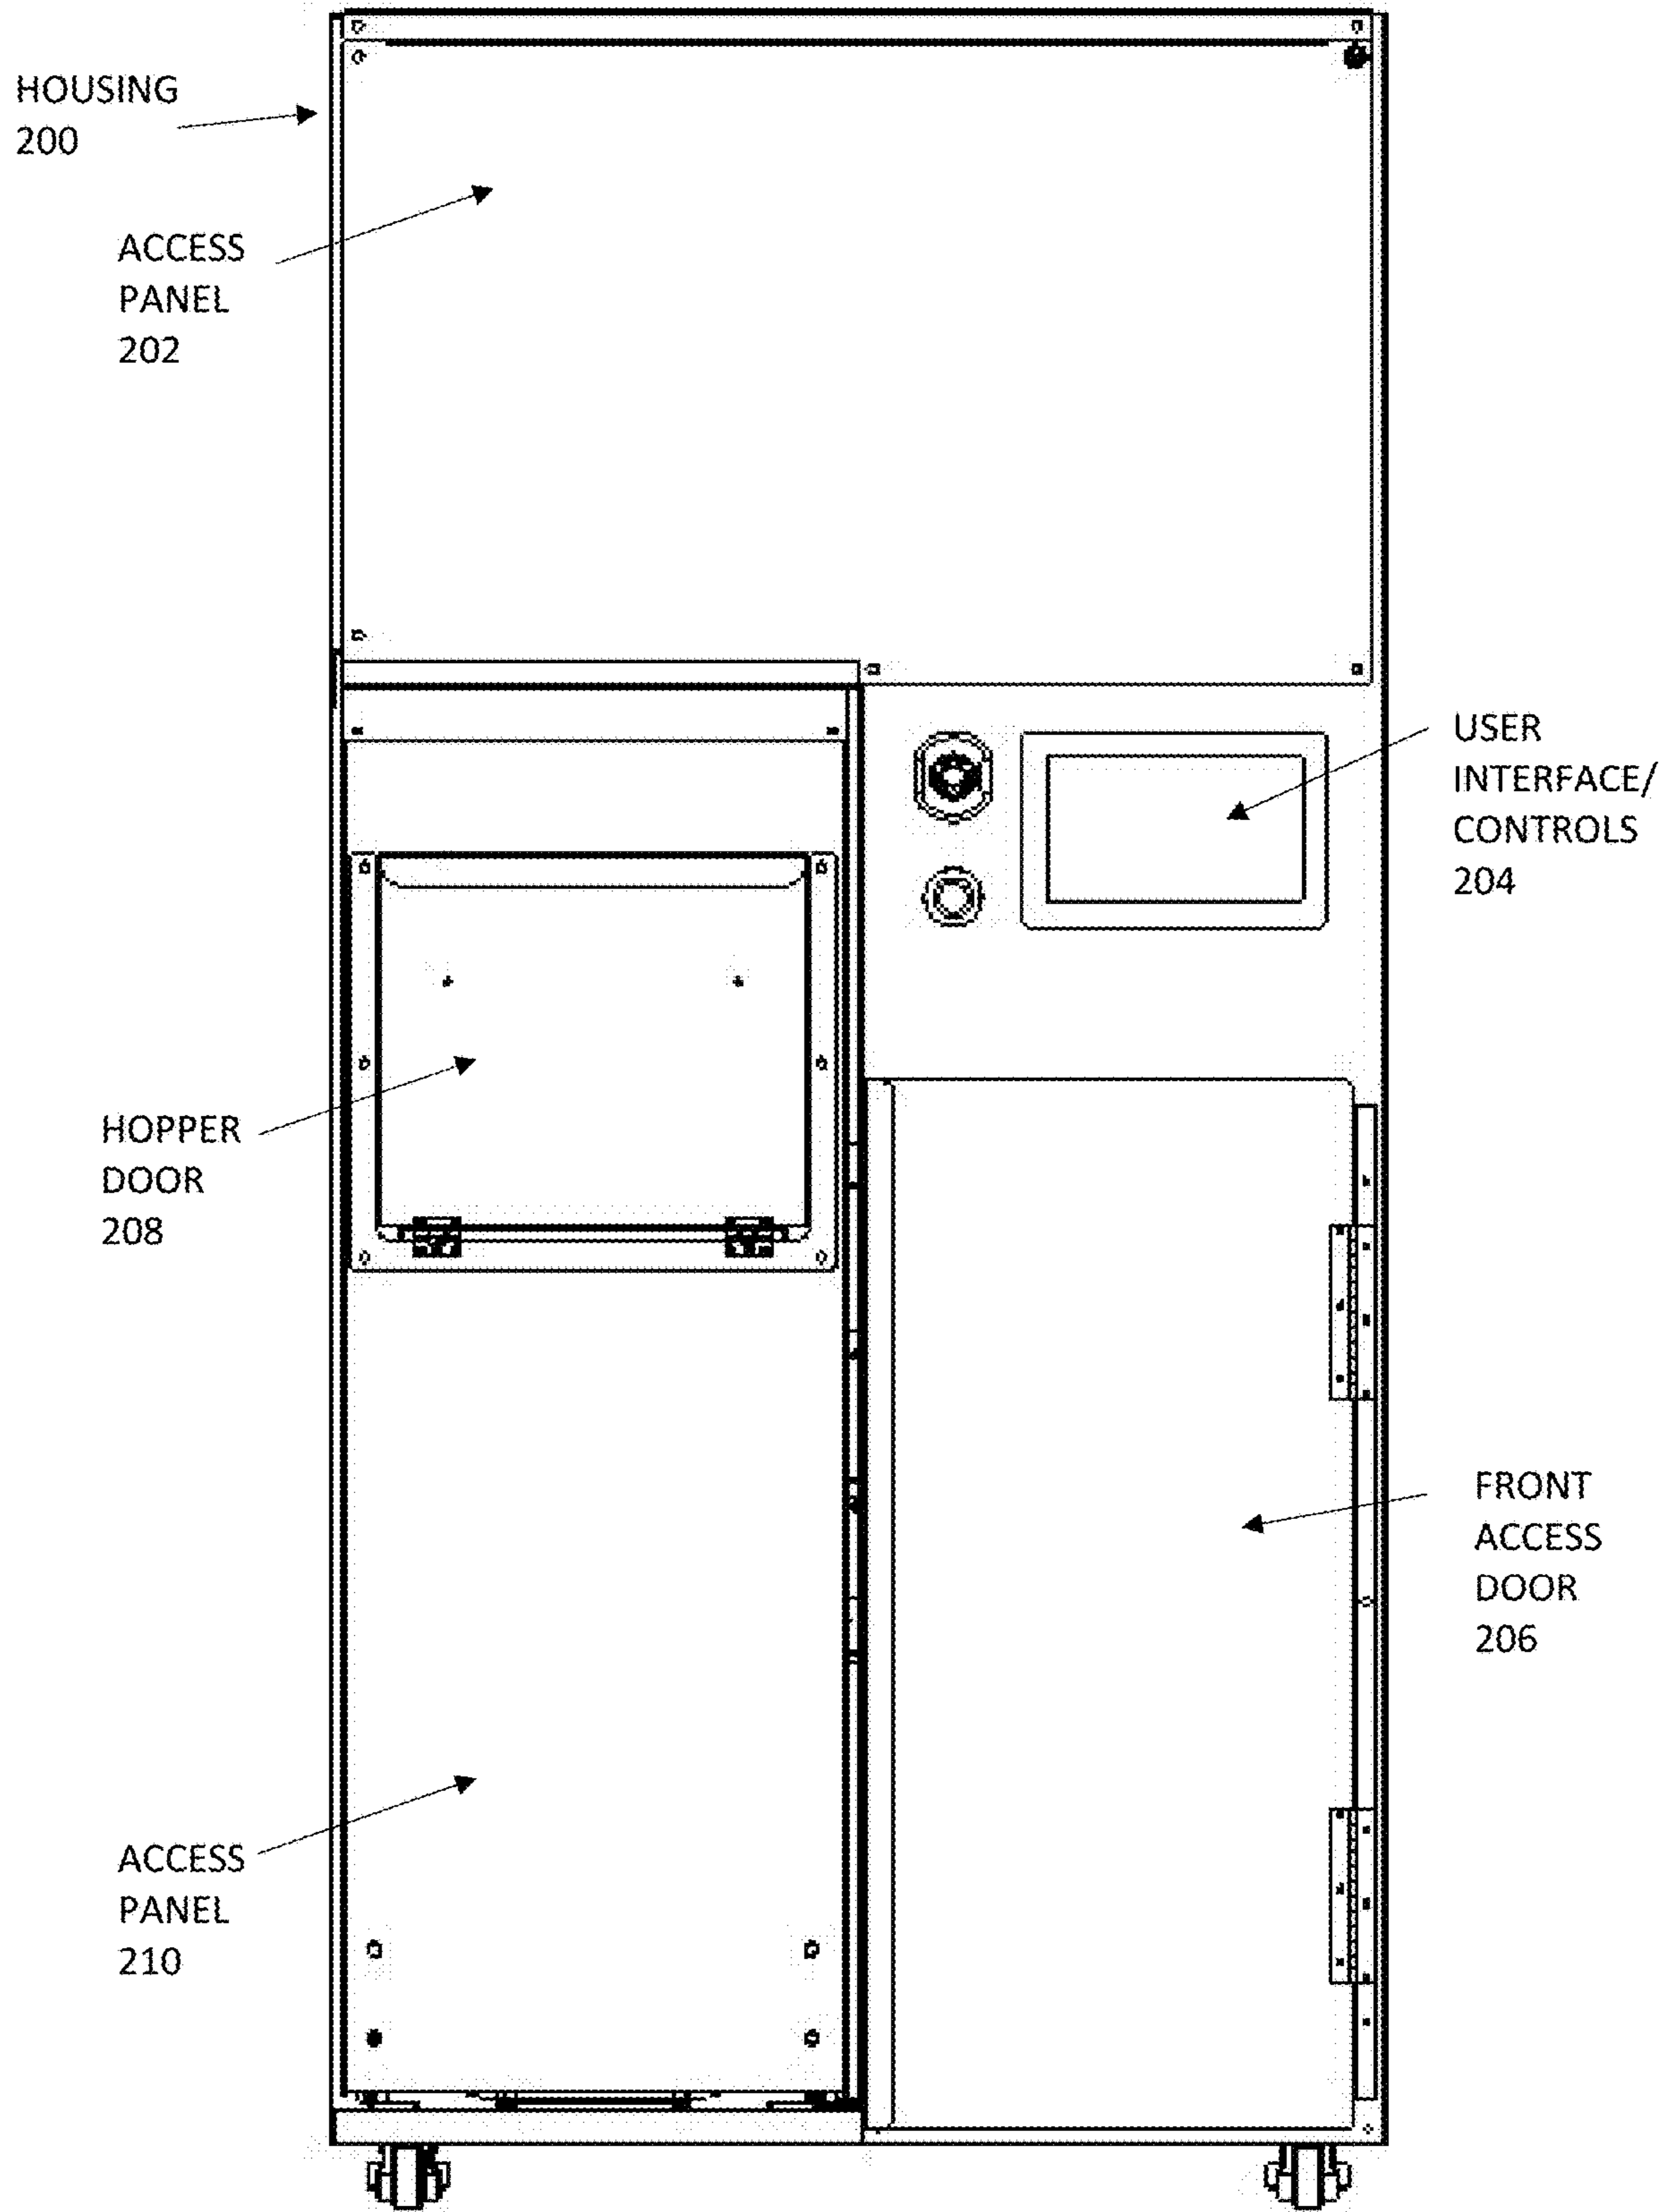 HOUSING
200
ACCESS
PANEL
202
USER
INTERFACE/
CONTROLS
204
HOPPER
DOOR
208
FRONT
ACCESS
DOOR
206
ACCESS
PANEL
210